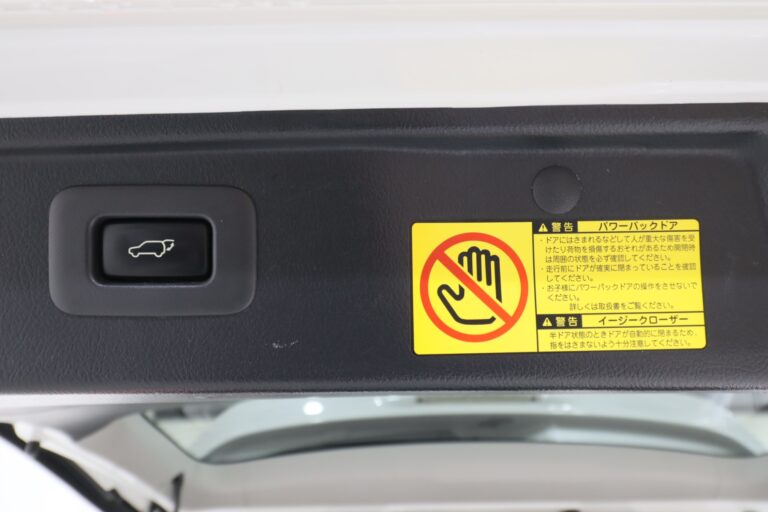 ⚠警告 パワーバックドア
・ドアにはさまれるなどして人が重大な傷害を受
けたり荷物を損傷するおそれがあるため開閉時
は周囲の状態を必ず確認してください。
・走行前にドアが確実に閉まっていることを確認
してください。
・お子様にパワーバックドアの操作をさせないで
ください。
詳しくは取扱書をご覧ください。
⚠警告 イージークローザー
半ドア状態のときドアが自動的に閉まるため、
指をはさまないよう十分注意してください。